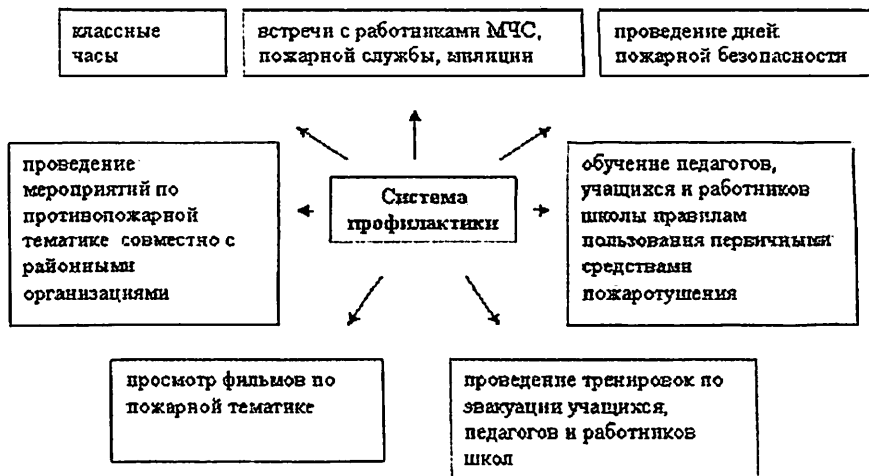 классные
часы
встречи с работниками МЧС,
пожарной службы, милиции
проведение дней
пожарной безопасности
проведение
мероприятий по
противопожарной
тематике совместно с
районными
организациями
Система
профилактики
обучение педагогов,
учащихся и работников
школы правилам
пользования первичными
средствами
пожаротушения
просмотр фильмов по
пожарной тематике
проведение тренировок по
эвакуации учащихся,
педагогов и работников
школ